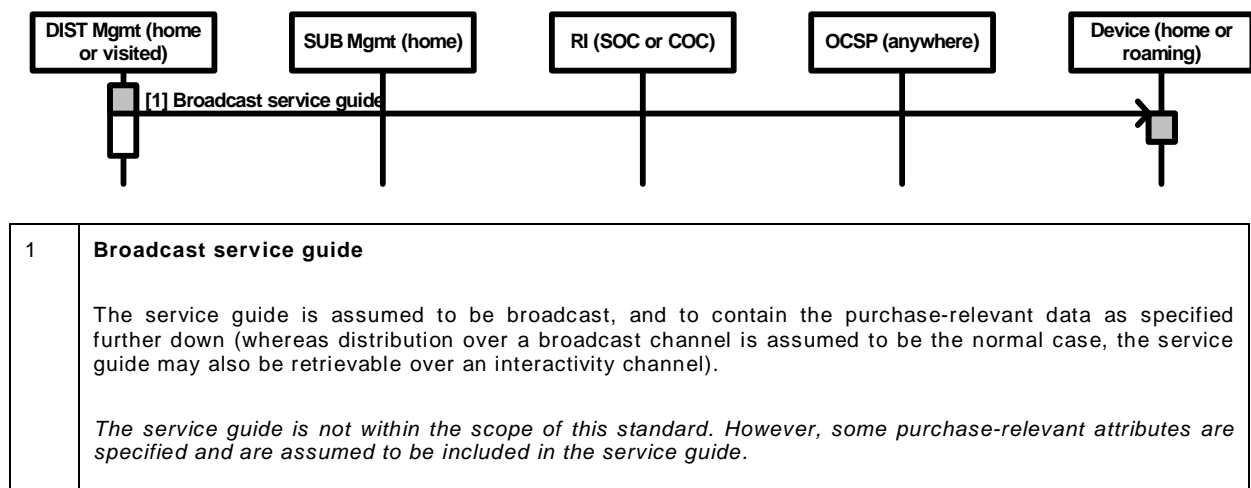 DIST Mgmt (home
or visited)
SUB Mgmt (home)
RI (SOC or COC)
OCSP (anywhere)
Device (home or
roaming)
[1] Broadcast service guide
1
Broadcast service guide
The service guide is assumed to be broadcast, and to contain the purchase-relevant data as specified
further down (whereas distribution over a broadcast channel is assumed to be the normal case, the service
guide may also be retrievable over an interactivity channel).
The service guide is not within the scope of this standard. However, some purchase-relevant attributes are
specified and are assumed to be included in the service guide.